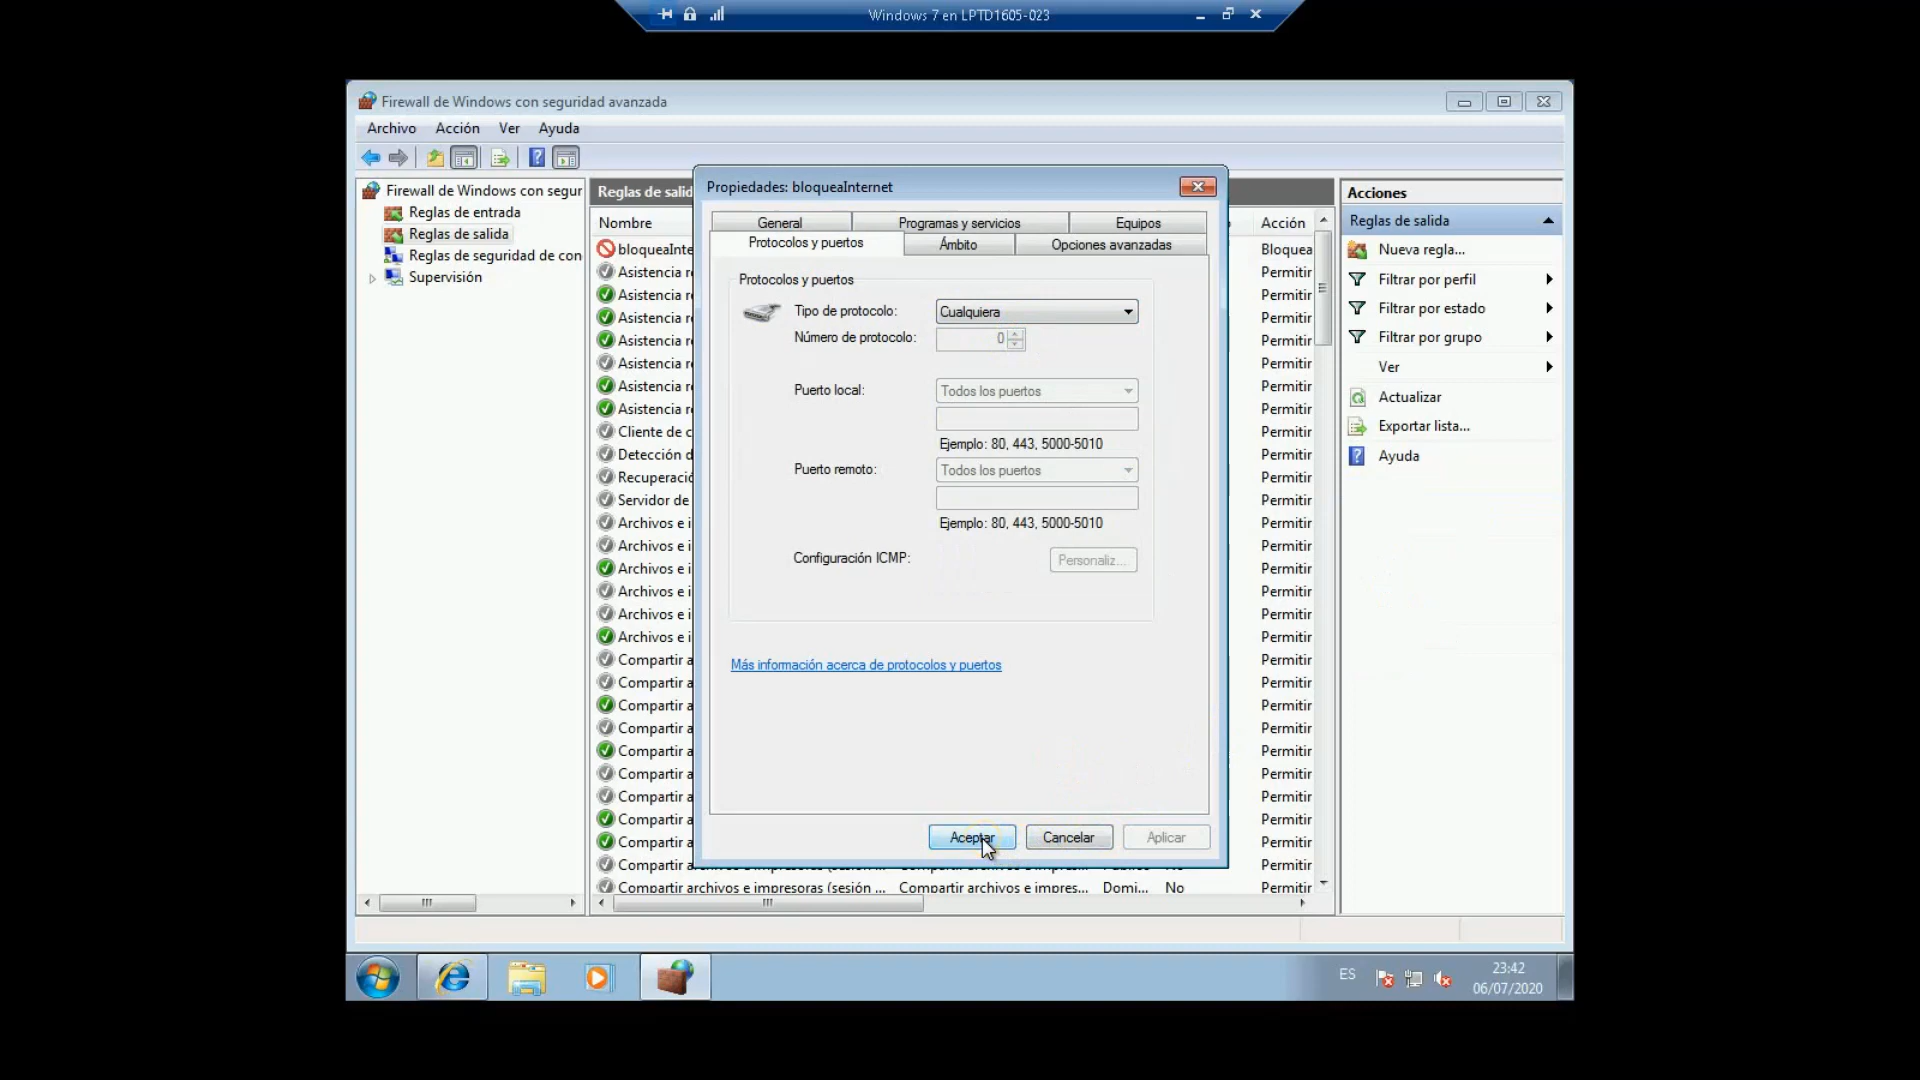 Windows 7 en LPTD1605-023
Firewall de Windows con seguridad avanzada
Archivo Acción Ver Ayuda
Firewall de Windows con segur
Reglas de entrada
Reglas de salida
Reglas de seguridad de con
Supervisión
Reglas de salid
Nombre
Acción
bloqueaInte
Bloquea
Asistencia r
Permitir
Asistencia r
Permitir
Asistencia r
Permitir
Asistencia r
Permitir
Asistencia r
Permitir
Asistencia r
Permitir
Asistencia r
Permitir
Cliente de c
Permitir
Detección d
Permitir
Recuperació
Permitir
Servidor de
Permitir
Archivos e i
Permitir
Archivos e i
Permitir
Archivos e i
Permitir
Archivos e i
Permitir
Archivos e i
Permitir
Archivos e i
Permitir
Compartir a
Permitir
Compartir a
Permitir
Compartir a
Permitir
Compartir a
Permitir
Compartir a
Permitir
Compartir a
Permitir
Compartir a
Permitir
Compartir a
Permitir
Compartir a
Permitir
Permitir
Compartir archivos e impresoras (sesión ... Compartir archivos e impres... Domi... No Permitir
Propiedades: bloqueaInternet
General Programas y servicios Equipos
Protocolos y puertos Ámbito Opciones avanzadas
Protocolos y puertos
Tipo de protocolo: Cualquiera
Número de protocolo: 0
Puerto local: Todos los puertos
Ejemplo: 80, 443, 5000-5010
Puerto remoto: Todos los puertos
Ejemplo: 80, 443, 5000-5010
Configuración ICMP: Personaliz...
Más información acerca de protocolos y puertos
Aceptar Cancelar Aplicar
Acciones
Reglas de salida
Nueva regla...
Filtrar por perfil
Filtrar por estado
Filtrar por grupo
Ver
Actualizar
Exportar lista...
Ayuda
ES
23:42
06/07/2020